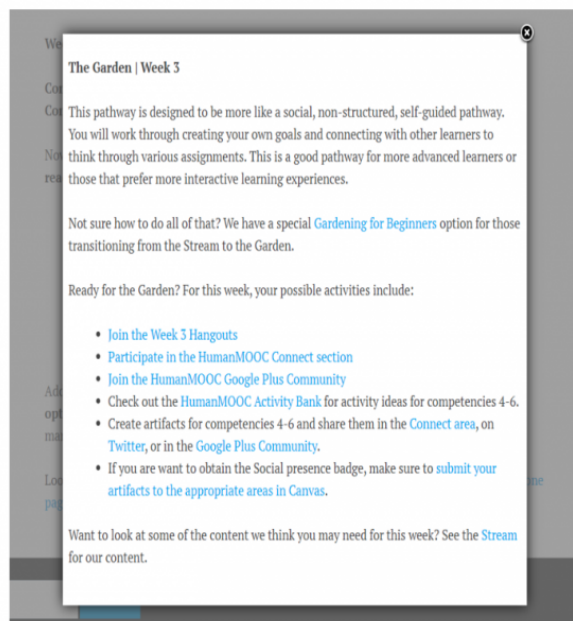 The Garden | Week 3
This pathway is designed to be more like a social, non-structured, self-guided pathway.
You will work through creating your own goals and connecting with other learners to
think through various assignments. This is a good pathway for more advanced learners or
those that prefer more interactive learning experiences.
Not sure how to do all of that? We have a special Gardening for Beginners option for those
transitioning from the Stream to the Garden.
Ready for the Garden? For this week, your possible activities include:
• Join the Week 3 Hangouts
• Participate in the HumanMOOC Connect section
• Join the HumanMOOC Google Plus Community
• Check out the HumanMOOC Activity Bank for activity ideas for competencies 4-6.
• Create artifacts for competencies 4-6 and share them in the Connect area, on
Twitter, or in the Google Plus Community.
• If you are want to obtain the Social presence badge, make sure to submit your
artifacts to the appropriate areas in Canvas.
Want to look at some of the content we think you may need for this week? See the Stream
for our content.